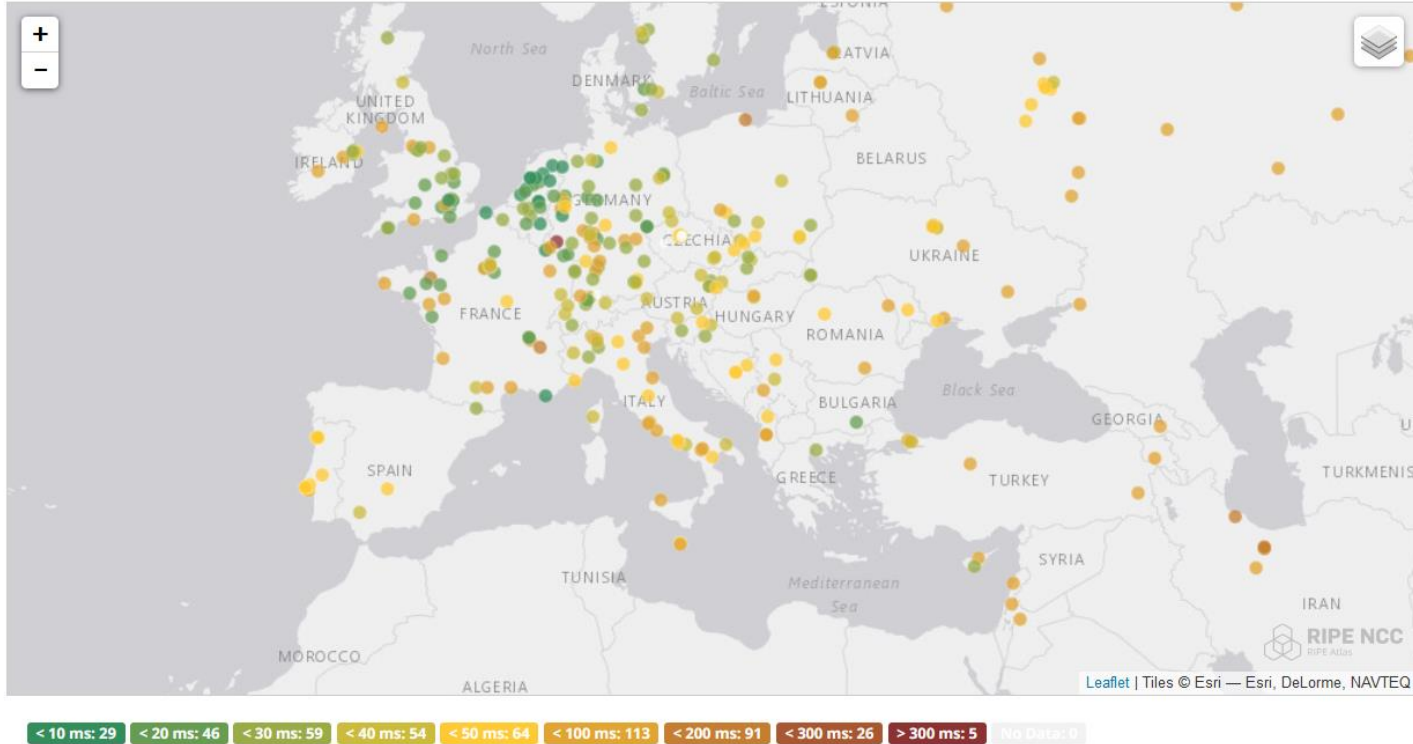 +
−
ESTONIA
North Sea
LATVIA
DENMARK
Baltic Sea
LITHUANIA
UNITED
KINGDOM
BELARUS
IRELAND
GERMANY
CZECHIA
UKRAINE
AUSTRIA
HUNGARY
FRANCE
ROMANIA
Black Sea
ITALY
BULGARIA
GEORGIA
SPAIN
GREECE
TURKEY
TURKMENIS
U
SYRIA
TUNISIA
Mediterranean
Sea
IRAN
MOROCCO
RIPE NCC
RIPE Atlas
ALGERIA
Leaflet | Tiles © Esri — Esri, DeLorme, NAVTEQ
< 10 ms: 29 < 20 ms: 46 < 30 ms: 59 < 40 ms: 54 < 50 ms: 64 < 100 ms: 113 < 200 ms: 91 < 300 ms: 26 > 300 ms: 5 No Data: 0